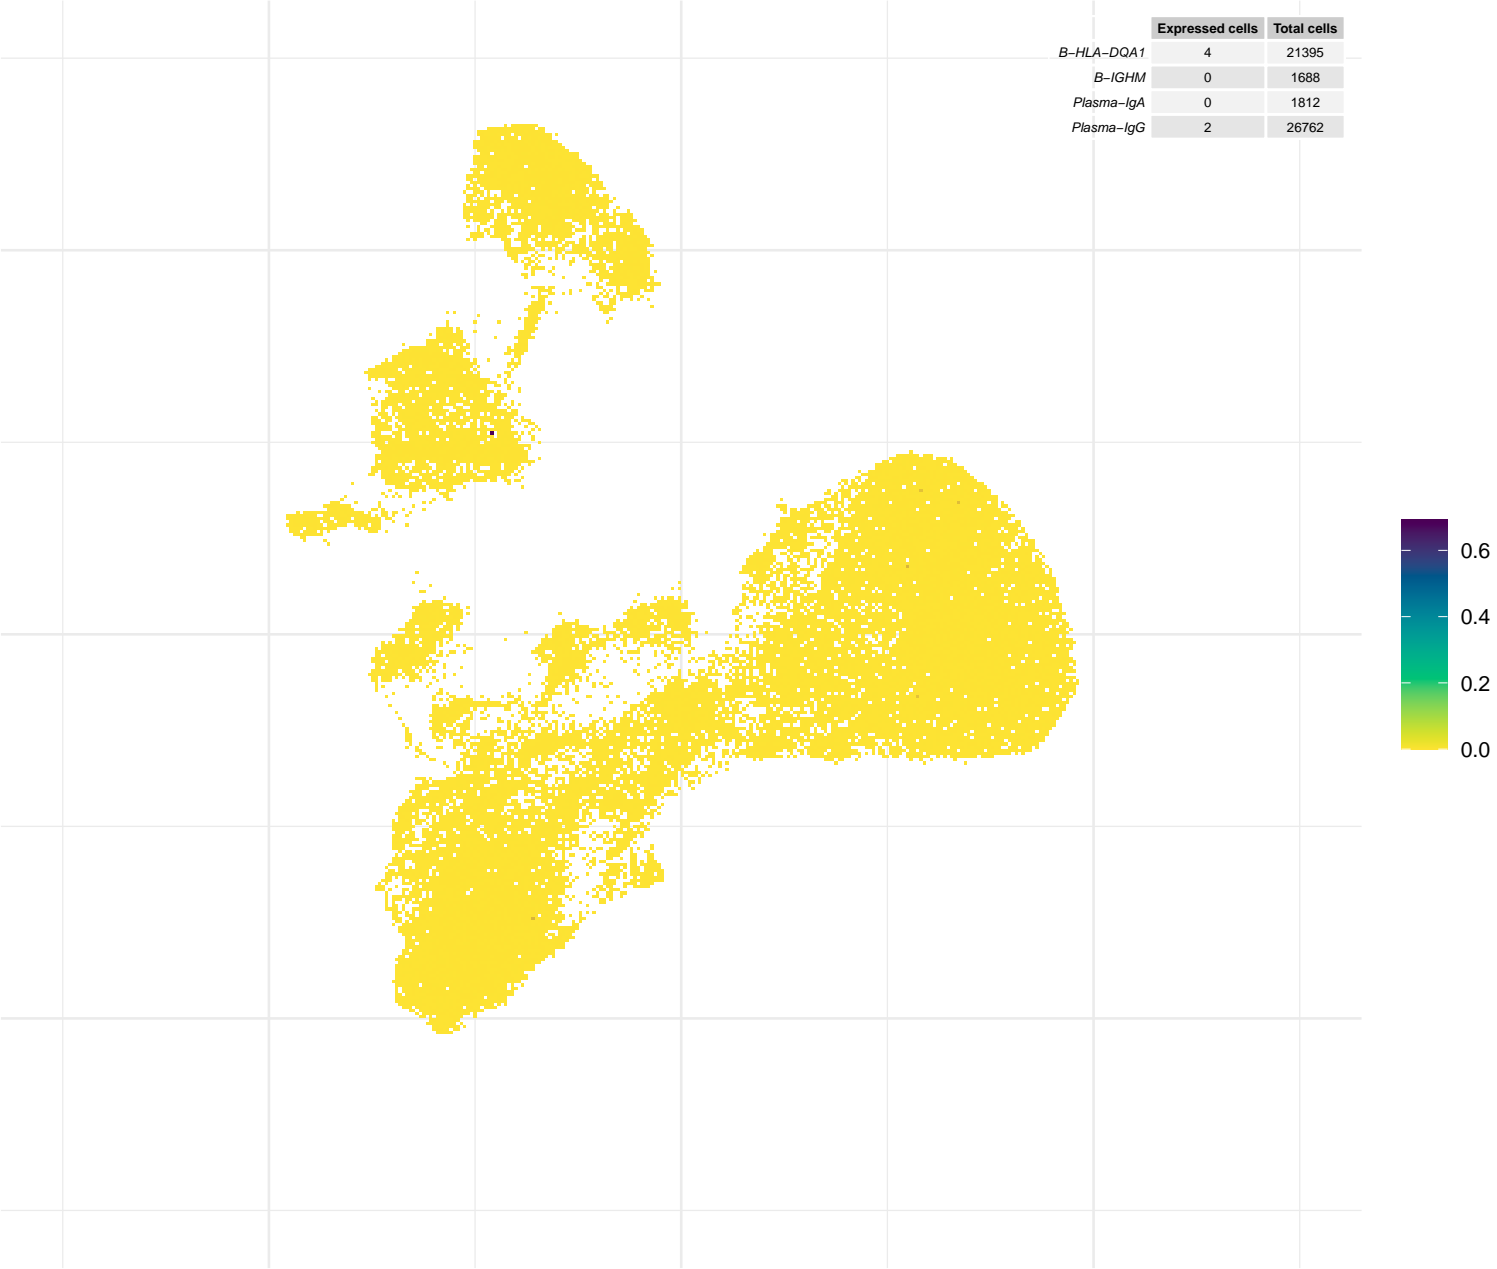 Expressed cells Total cells
B−HLA−DQA1 4 21395
B−IGHM 0 1688
Plasma−IgA 0 1812
Plasma−IgG 2 26762
0.6
0.4
0.2
0.0